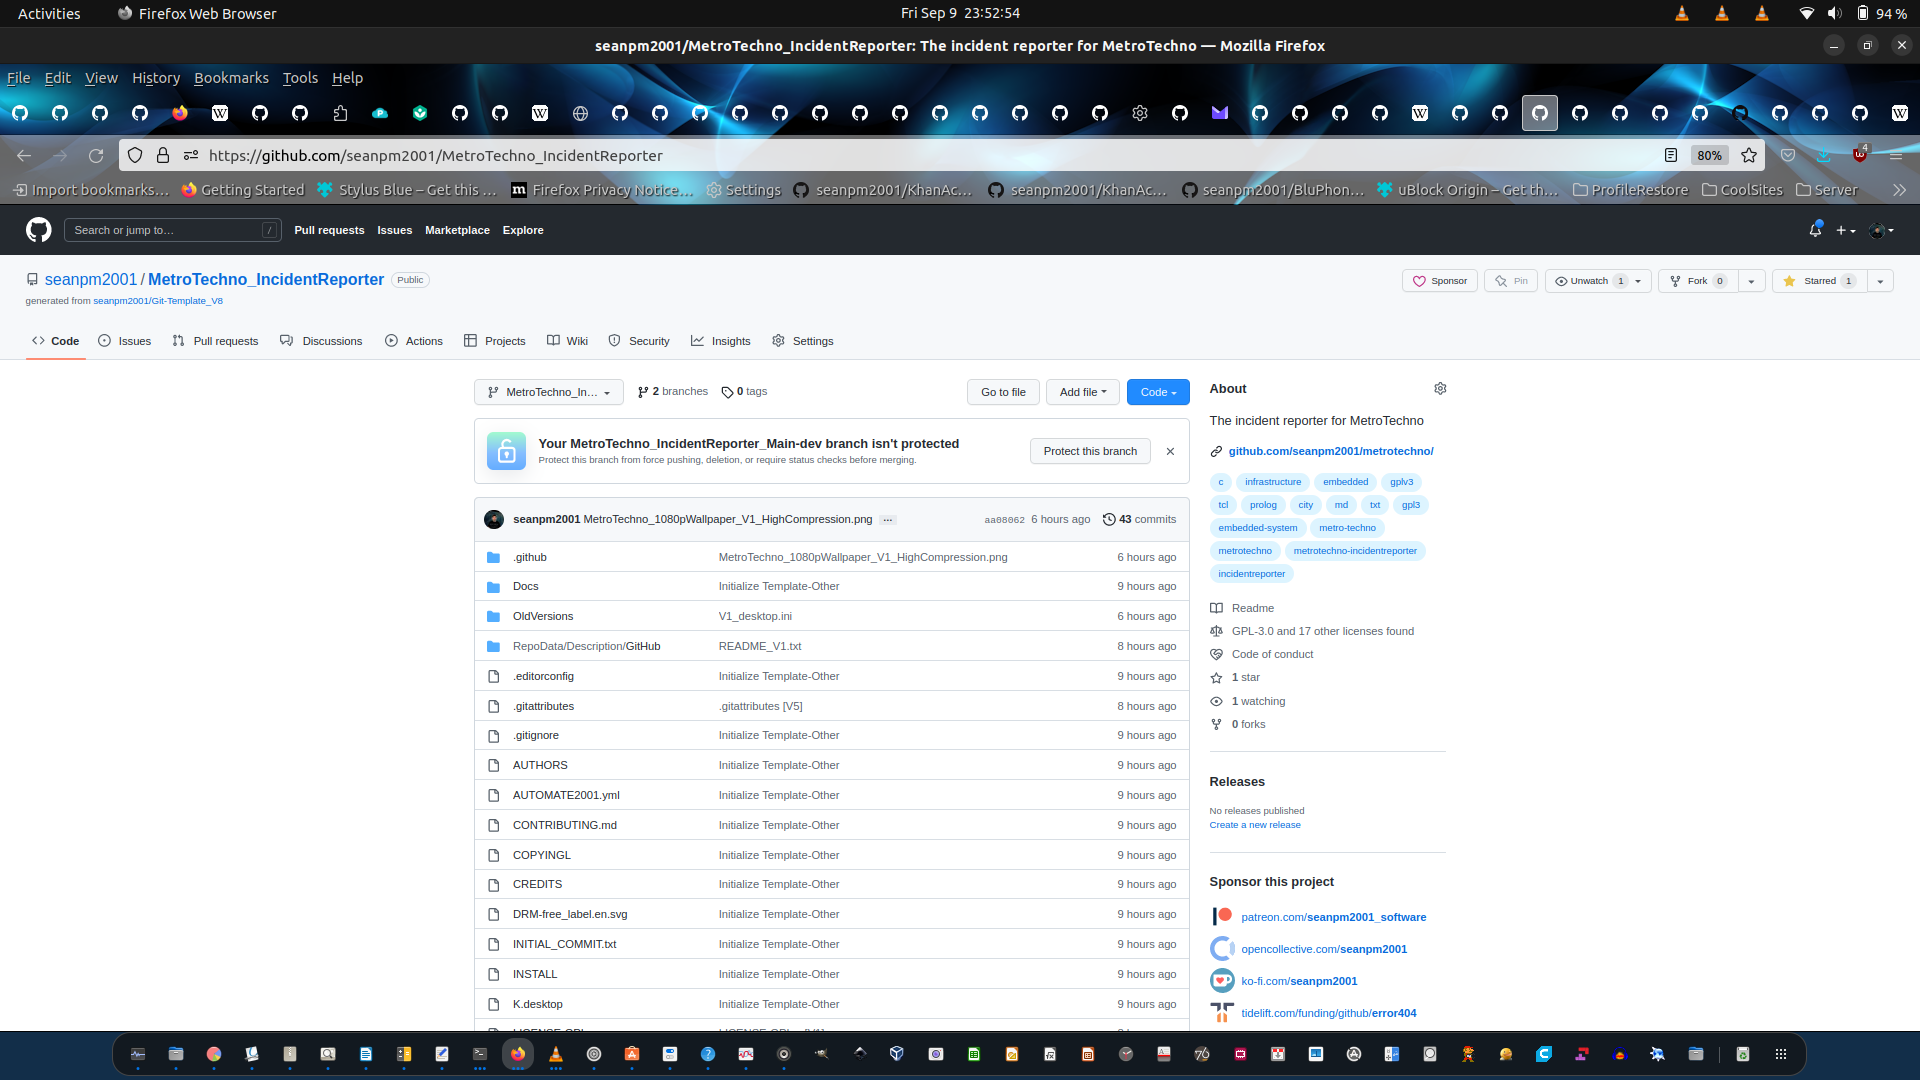 Activities Firefox Web Browser Fri Sep 9 23:52:54 94 %
seanpm2001/MetroTechno_IncidentReporter: The incident reporter for MetroTechno — Mozilla Firefox
File Edit View History Bookmarks Tools Help
https://github.com/seanpm2001/MetroTechno_IncidentReporter 80% 4
Import bookmarks… Getting Started Stylus Blue – Get this … Firefox Privacy Notice… Settings seanpm2001/KhanAc… seanpm2001/KhanAc… seanpm2001/BluPhon… uBlock Origin – Get th… ProfileRestore CoolSites Server
Search or jump to… / Pull requests Issues Marketplace Explore
seanpm2001 / MetroTechno_IncidentReporter Public Sponsor Pin Unwatch 1 Fork 0 Starred 1
generated from seanpm2001/Git-Template_V8
Code Issues Pull requests Discussions Actions Projects Wiki Security Insights Settings
MetroTechno_In… 2 branches 0 tags Go to file Add file Code
Your MetroTechno_IncidentReporter_Main-dev branch isn't protected
Protect this branch from force pushing, deletion, or require status checks before merging.
Protect this branch
seanpm2001 MetroTechno_1080pWallpaper_V1_HighCompression.png … aa08062 6 hours ago 43 commits
.github MetroTechno_1080pWallpaper_V1_HighCompression.png 6 hours ago
Docs Initialize Template-Other 9 hours ago
OldVersions V1_desktop.ini 6 hours ago
RepoData/Description/GitHub README_V1.txt 8 hours ago
.editorconfig Initialize Template-Other 9 hours ago
.gitattributes .gitattributes [V5] 8 hours ago
.gitignore Initialize Template-Other 9 hours ago
AUTHORS Initialize Template-Other 9 hours ago
AUTOMATE2001.yml Initialize Template-Other 9 hours ago
CONTRIBUTING.md Initialize Template-Other 9 hours ago
COPYINGL Initialize Template-Other 9 hours ago
CREDITS Initialize Template-Other 9 hours ago
DRM-free_label.en.svg Initialize Template-Other 9 hours ago
INITIAL_COMMIT.txt Initialize Template-Other 9 hours ago
INSTALL Initialize Template-Other 9 hours ago
K.desktop Initialize Template-Other 9 hours ago
About
The incident reporter for MetroTechno
github.com/seanpm2001/metrotechno/
c infrastructure embedded gplv3
tcl prolog city md txt gpl3
embedded-system metro-techno
metrotechno metrotechno-incidentreporter
incidentreporter
Readme
GPL-3.0 and 17 other licenses found
Code of conduct
1 star
1 watching
0 forks
Releases
No releases published
Create a new release
Sponsor this project
patreon.com/seanpm2001_software
opencollective.com/seanpm2001
ko-fi.com/seanpm2001
tidelift.com/funding/github/error404